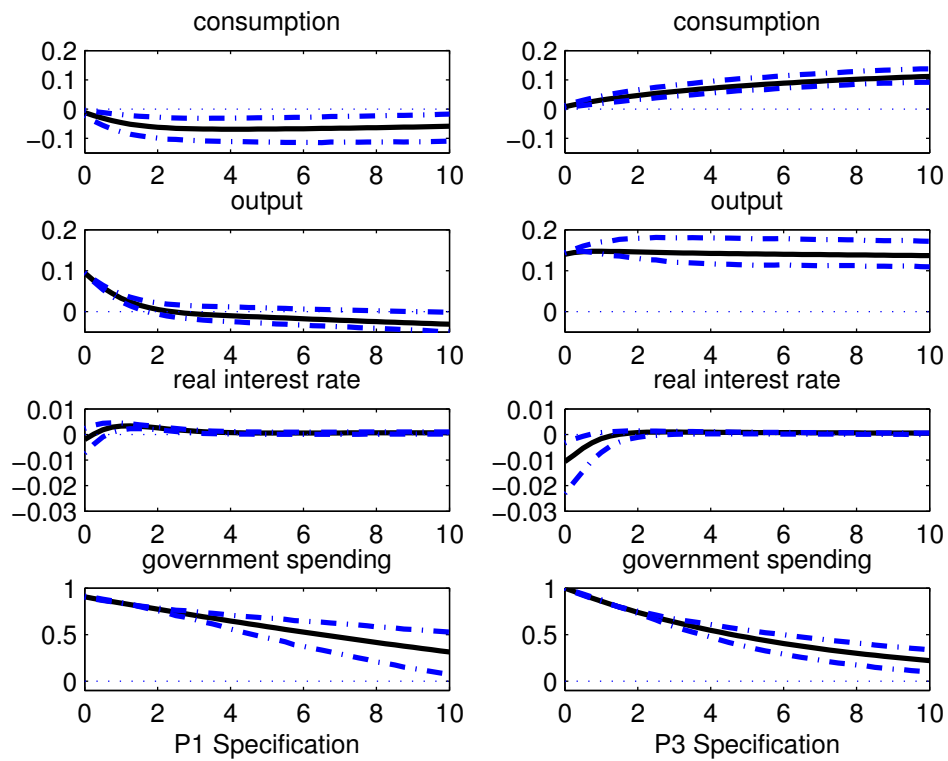 consumption
0.2
0.1
0
−0.1
0 2 4 6 8 10
consumption
0.2
0.1
0
−0.1
0 2 4 6 8 10
output
0.2
0.1
0
0 2 4 6 8 10
output
0.2
0.1
0
0 2 4 6 8 10
real interest rate
0.01
0
−0.01
−0.02
−0.03
0 2 4 6 8 10
real interest rate
0.01
0
−0.01
−0.02
−0.03
0 2 4 6 8 10
government spending
1
0.5
0
0 2 4 6 8 10
P1 Specification
government spending
1
0.5
0
0 2 4 6 8 10
P3 Specification